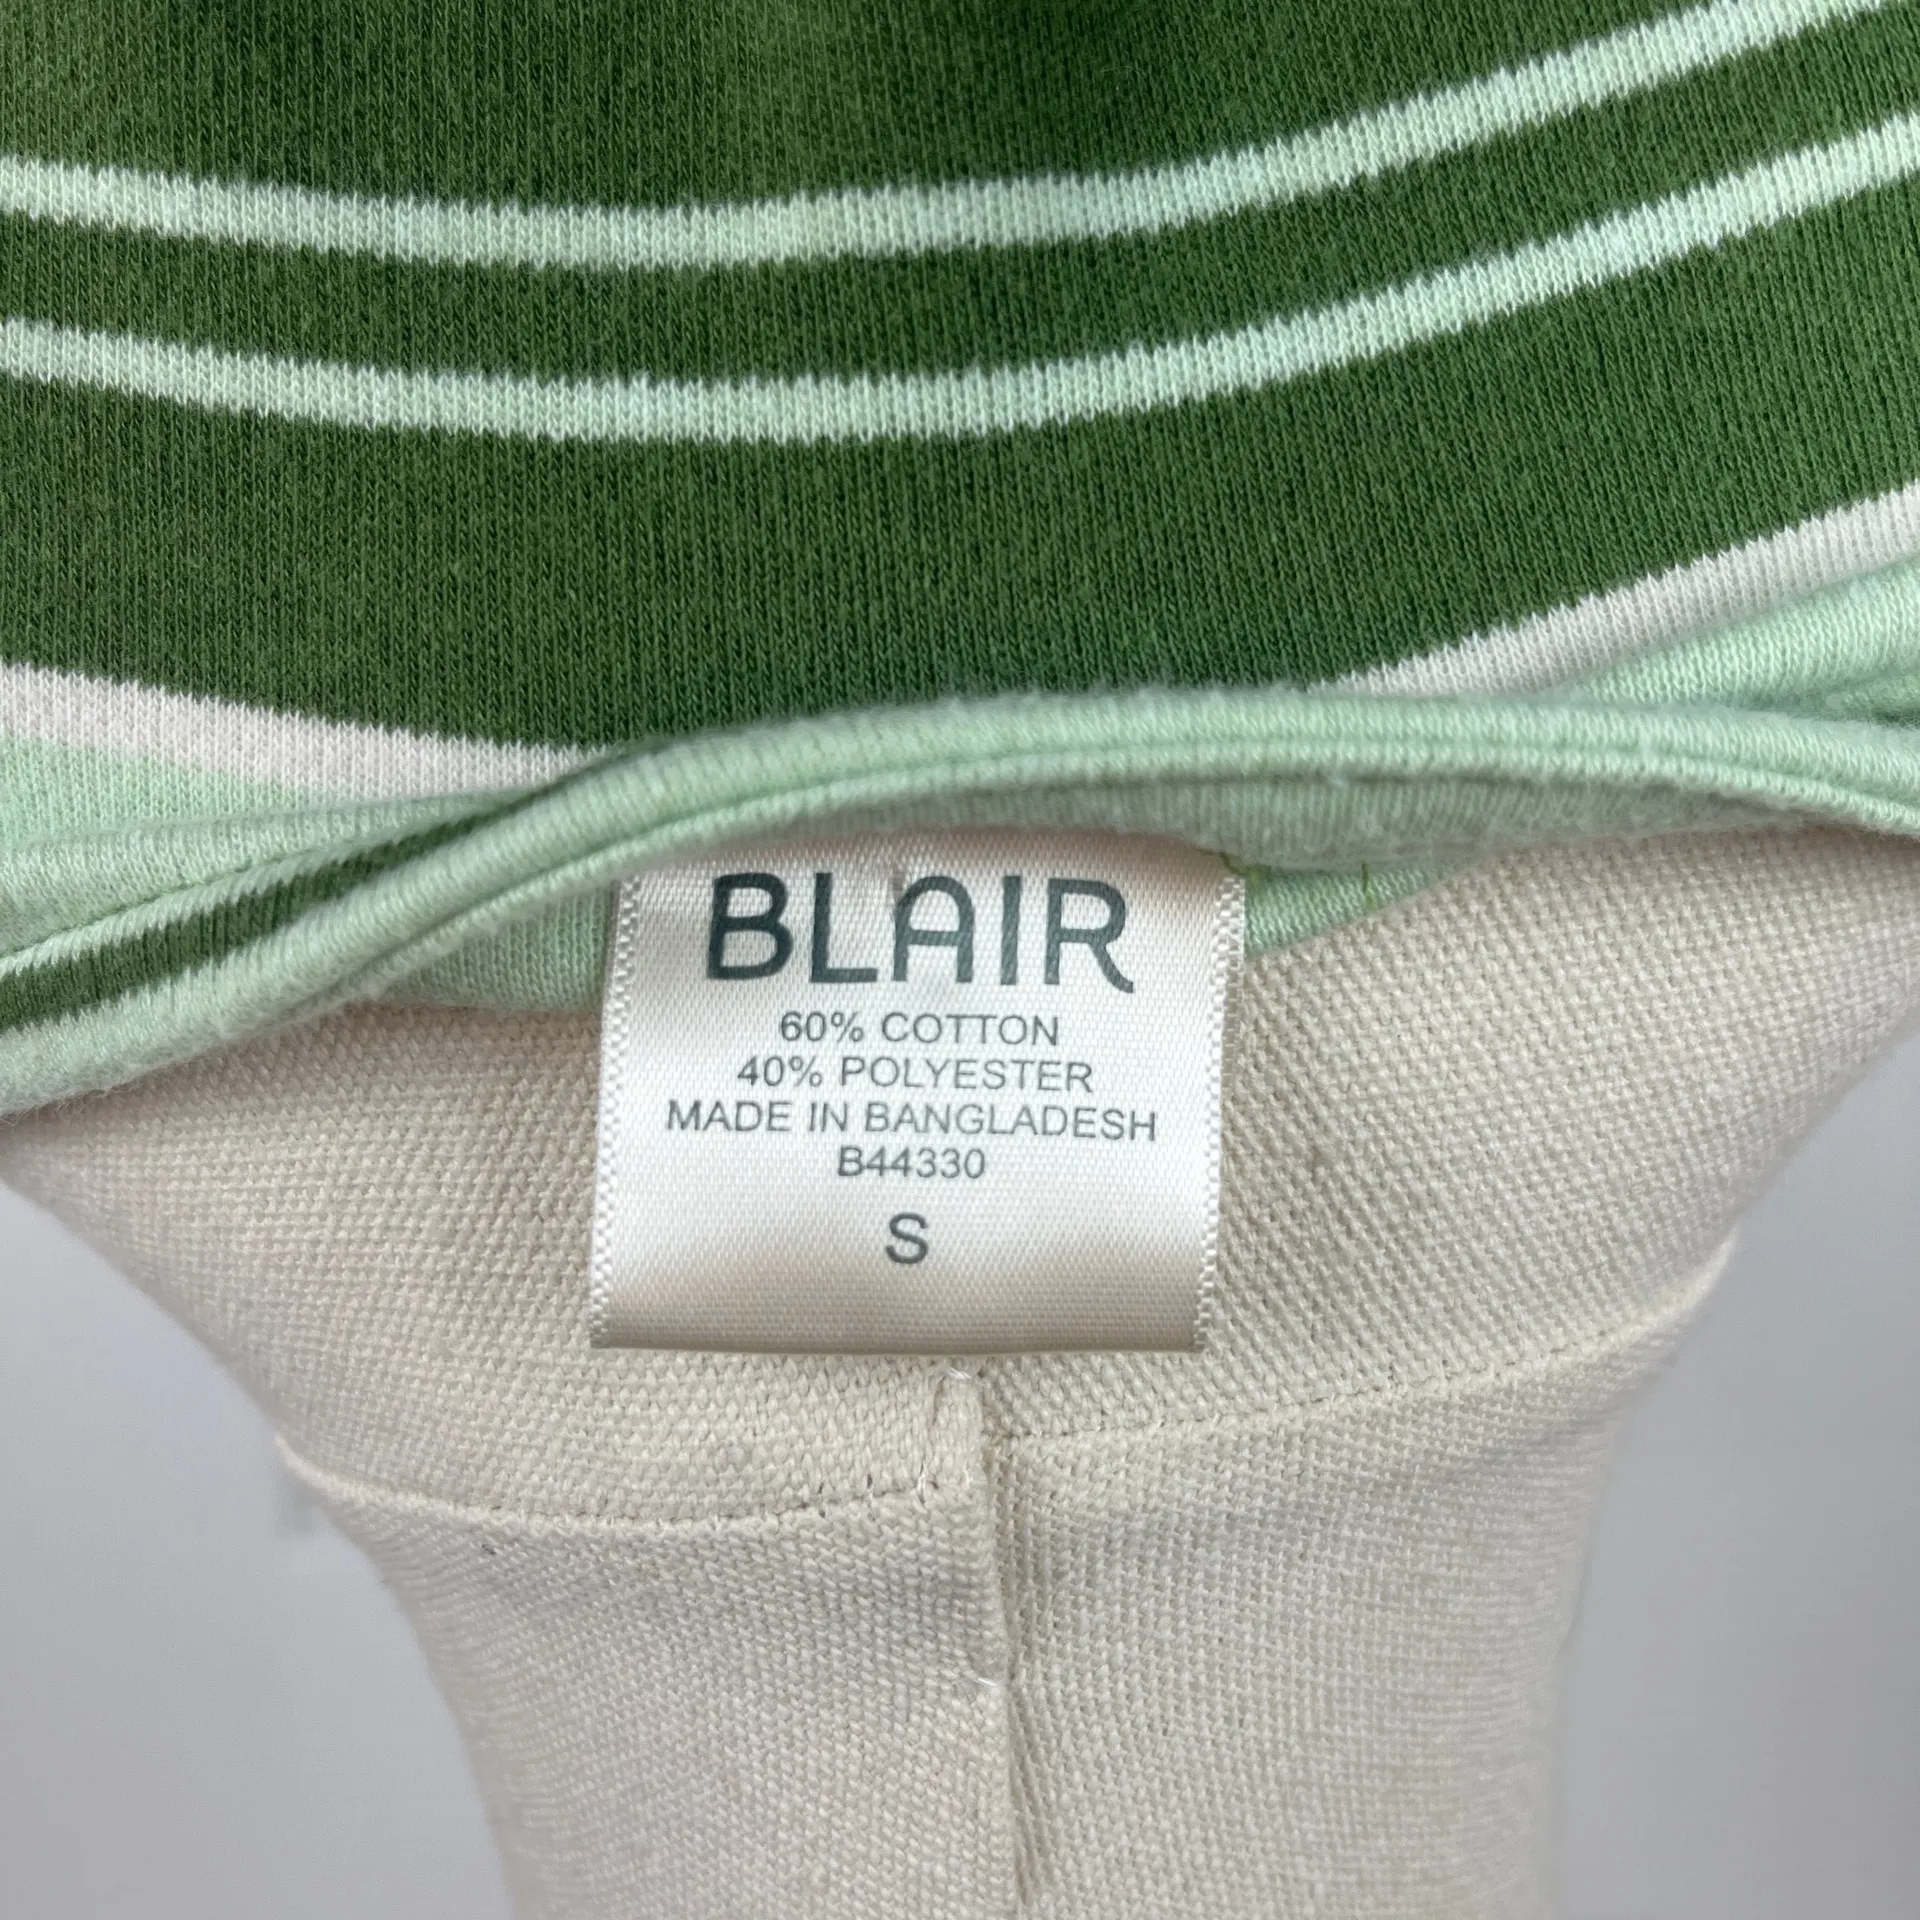 BLAIR
60% COTTON
40% POLYESTER
MADE IN BANGLADESH
B44330
S